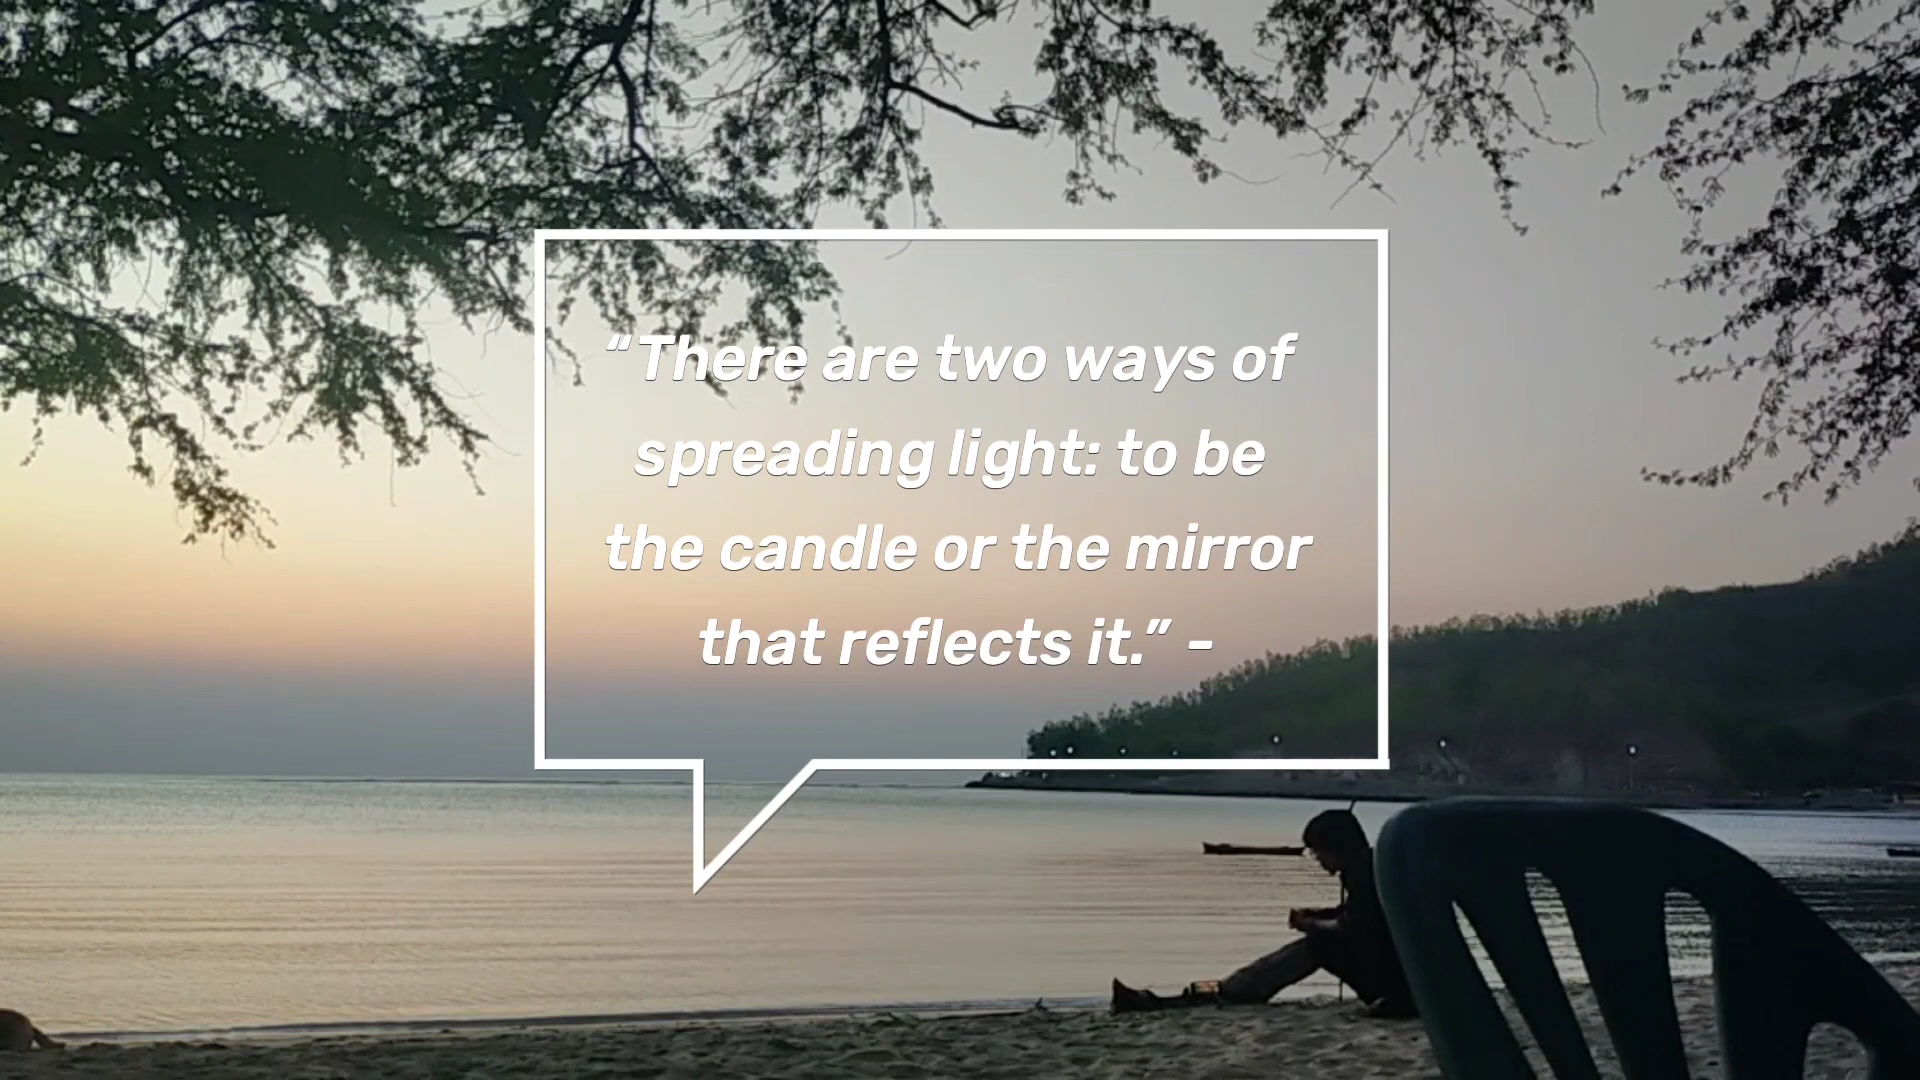 “There are two ways of
spreading light: to be
the candle or the mirror
that reflects it.” -